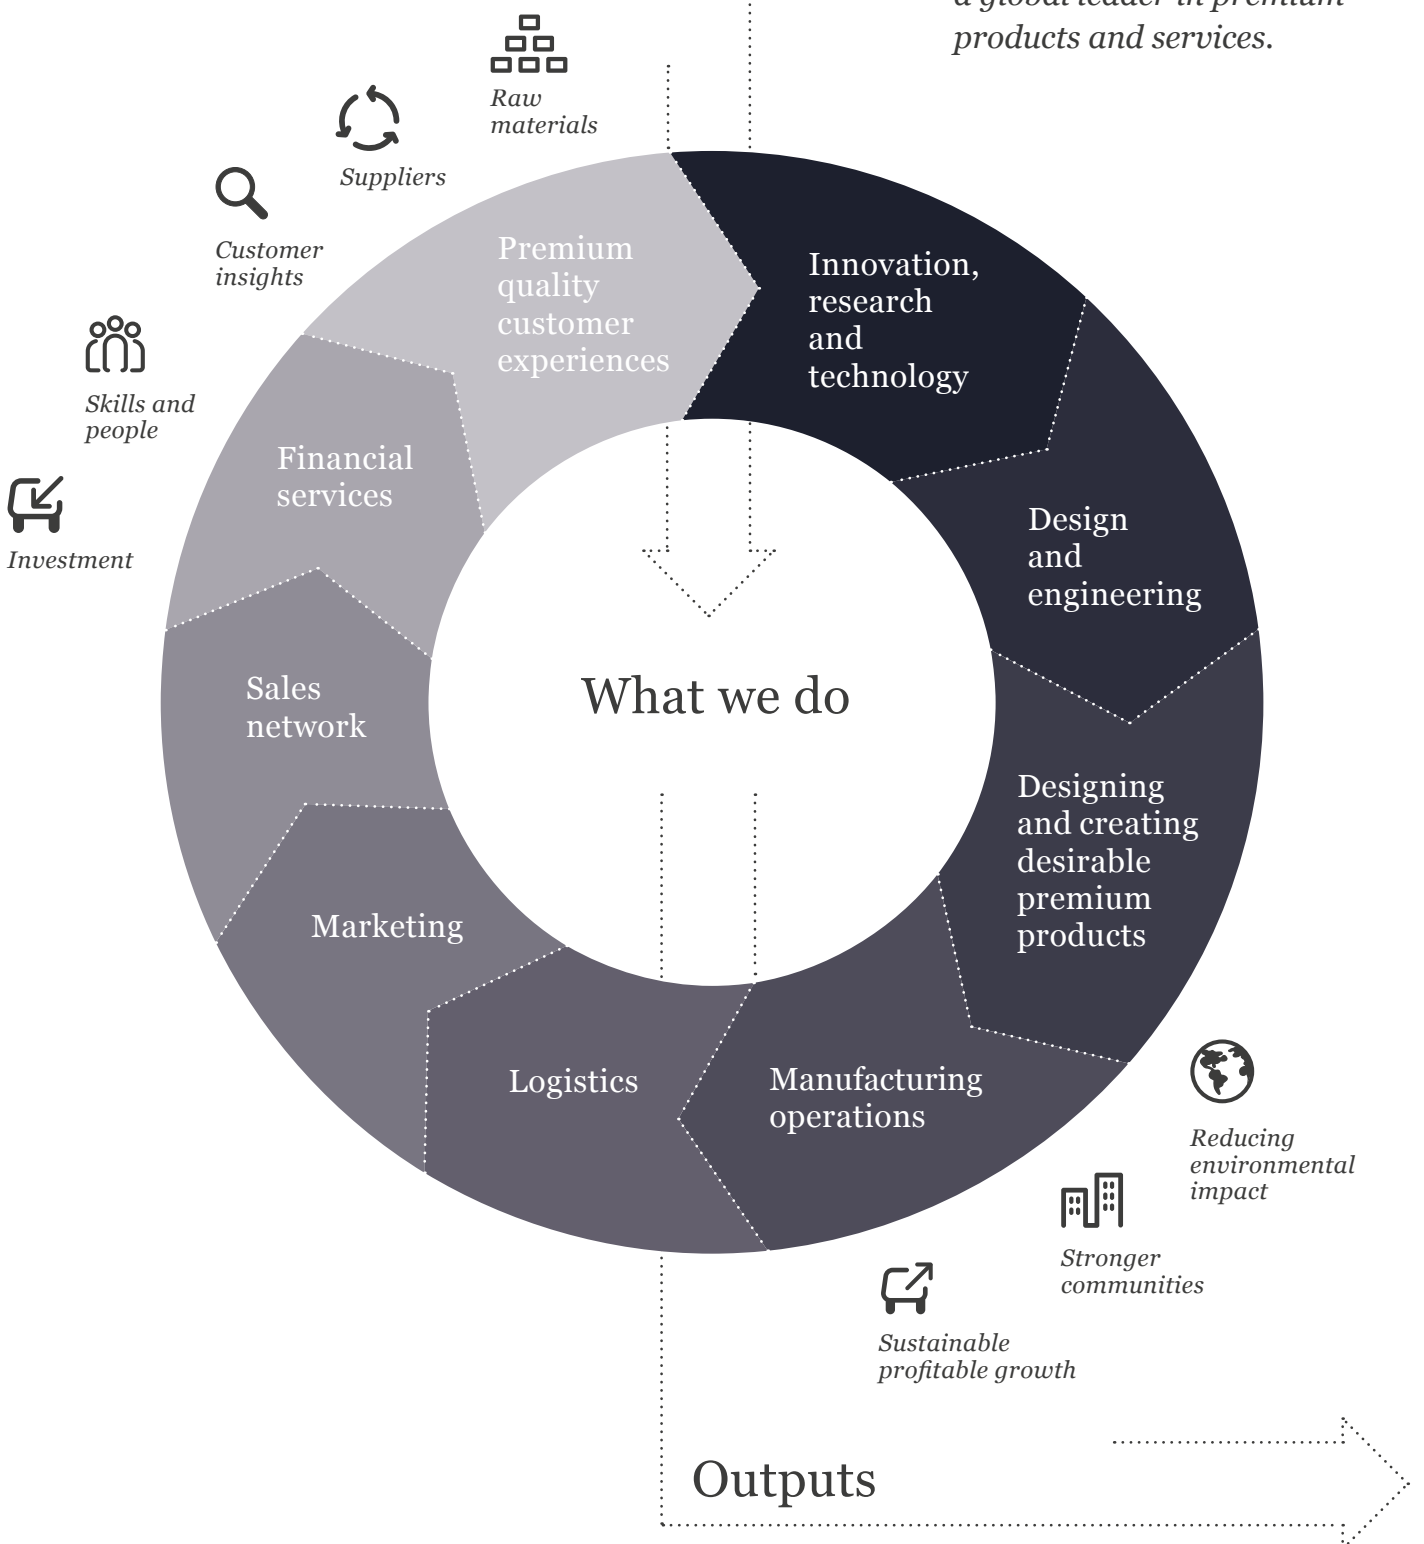 a global leader in premium
products and services.
Raw
materials
Suppliers
Customer
insights
Skills and
people
Investment
Premium
quality
customer
experiences
Innovation,
research
and
technology
Design
and
engineering
Designing
and creating
desirable
premium
products
Manufacturing
operations
Logistics
Marketing
Sales
network
Financial
services
What we do
Reducing
environmental
impact
Stronger
communities
Sustainable
profitable growth
Outputs